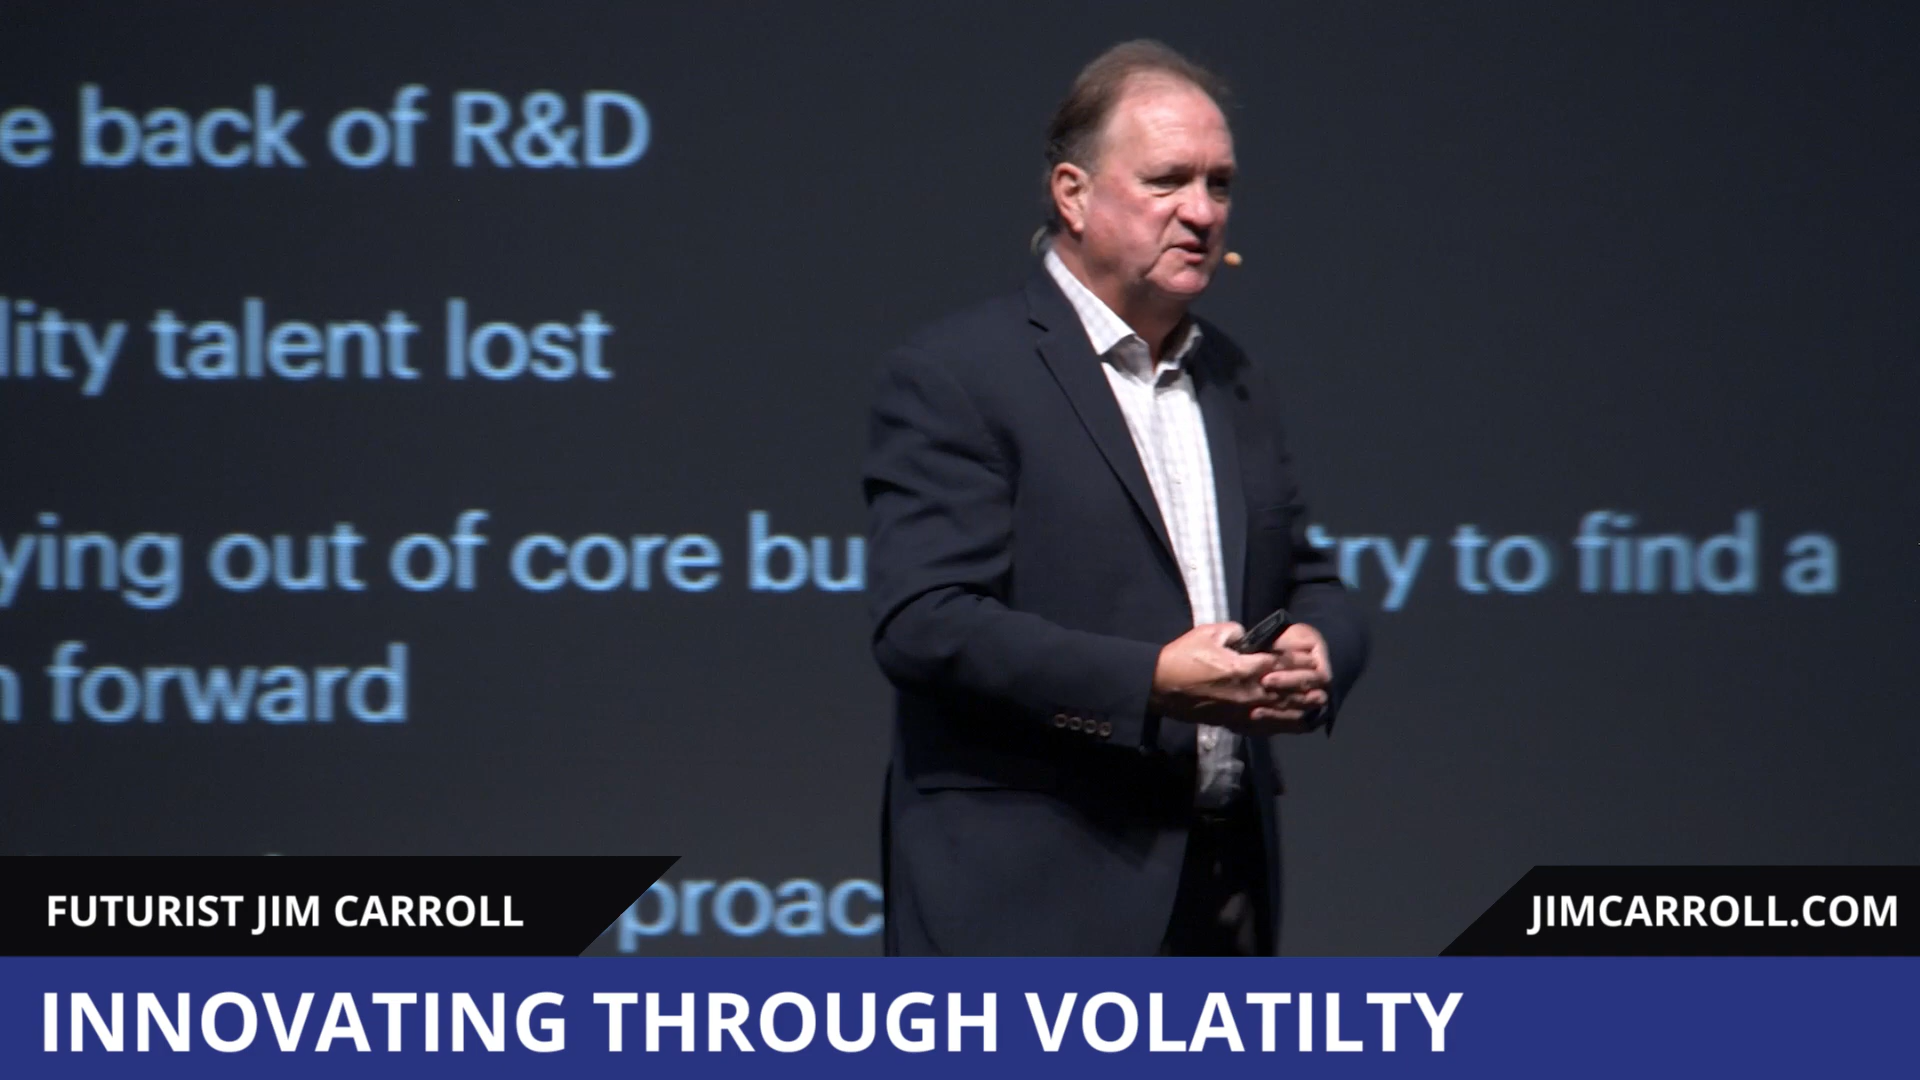 e back of R&D
lity talent lost
ying out of core bu try to find a
n forward
proac
FUTURIST JIM CARROLL
JIMCARROLL.COM
INNOVATING THROUGH VOLATILTY